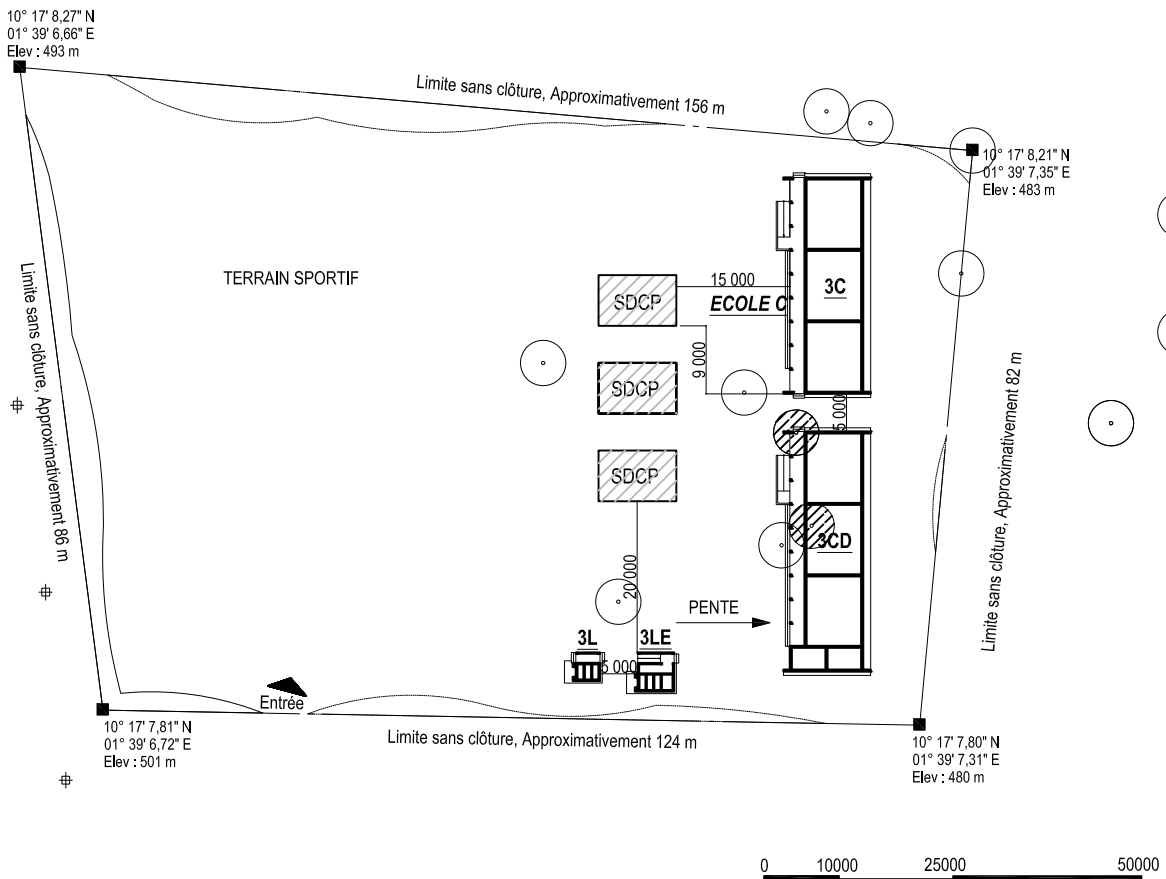 10° 17' 8,27" N
01° 39' 6,66" E
Elev : 493 m
Limite sans clôture, Approximativement 156 m
10° 17' 8,21" N
01° 39' 7,35" E
Elev : 483 m
TERRAIN SPORTIF
SDCP
15 000
ECOLE C
3C
9 000
SDCP
5 000
Limite sans clôture, Approximativement 86 m
Limite sans clôture, Approximativement 82 m
SDCP
3CD
20 000
PENTE
3L
3LE
5 000
Entrée
10° 17' 7,81" N
01° 39' 6,72" E
Elev : 501 m
Limite sans clôture, Approximativement 124 m
10° 17' 7,80" N
01° 39' 7,31" E
Elev : 480 m
0 10000 25000 50000